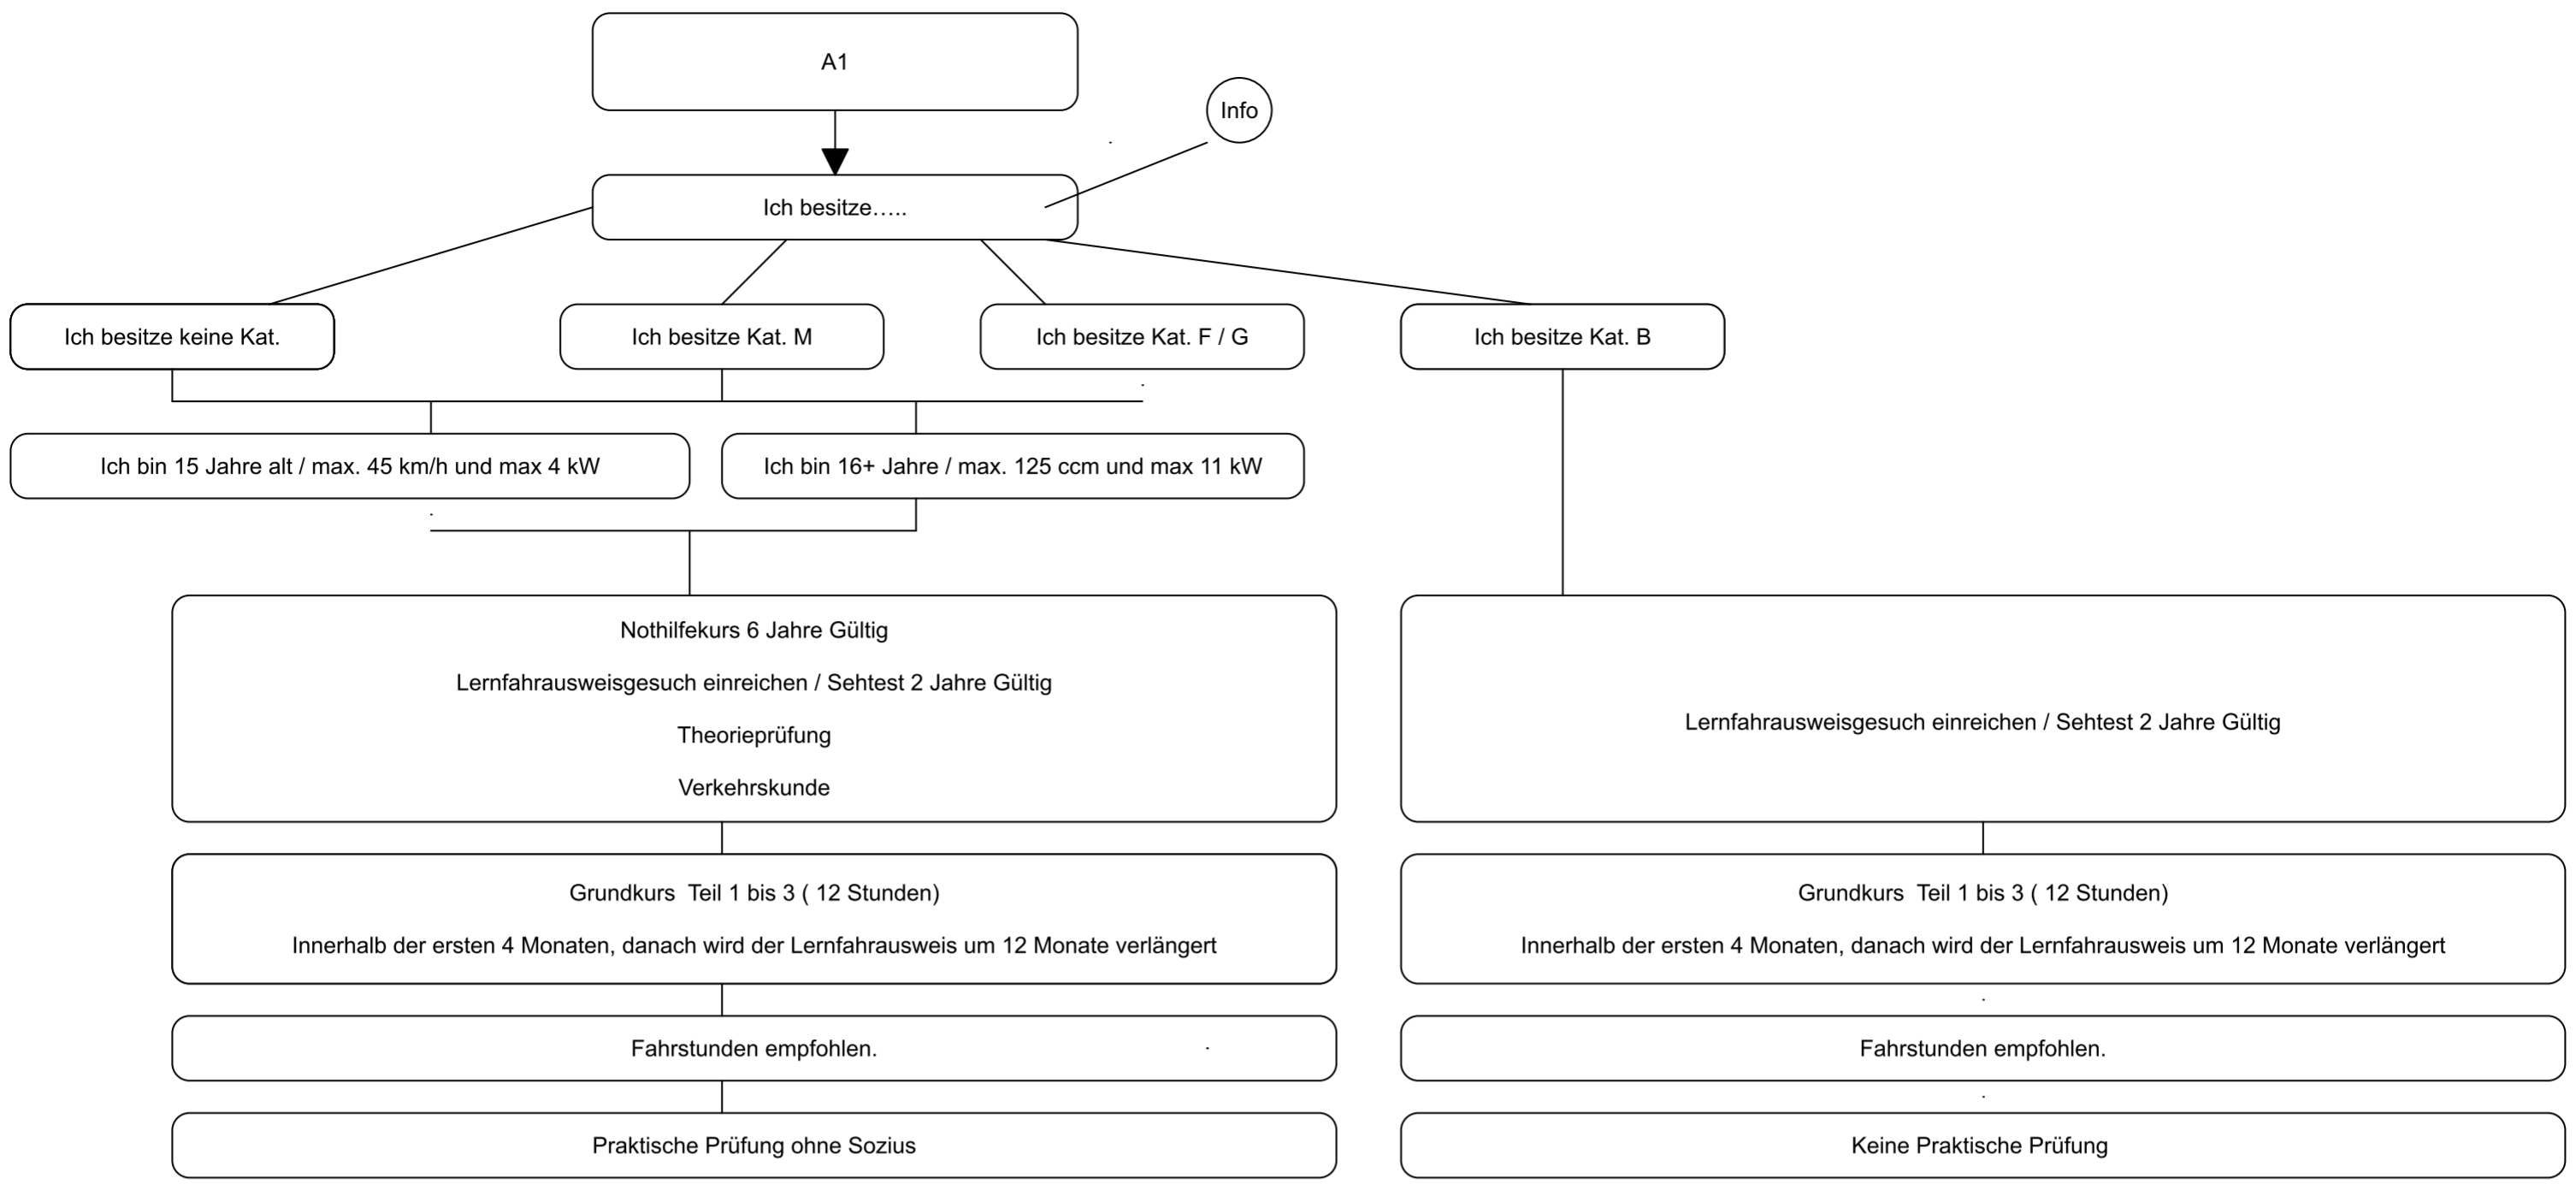 A1
Info
Ich besitze…..
Ich besitze keine Kat.
Ich besitze Kat. M
Ich besitze Kat. F / G
Ich besitze Kat. B
Ich bin 15 Jahre alt / max. 45 km/h und max 4 kW
Ich bin 16+ Jahre / max. 125 ccm und max 11 kW
Nothilfekurs 6 Jahre Gültig
Lernfahrausweisgesuch einreichen / Sehtest 2 Jahre Gültig
Theorieprüfung
Verkehrskunde
Lernfahrausweisgesuch einreichen / Sehtest 2 Jahre Gültig
Grundkurs  Teil 1 bis 3 ( 12 Stunden)
Innerhalb der ersten 4 Monaten, danach wird der Lernfahrausweis um 12 Monate verlängert
Grundkurs  Teil 1 bis 3 ( 12 Stunden)
Innerhalb der ersten 4 Monaten, danach wird der Lernfahrausweis um 12 Monate verlängert
Fahrstunden empfohlen.
Fahrstunden empfohlen.
Praktische Prüfung ohne Sozius
Keine Praktische Prüfung